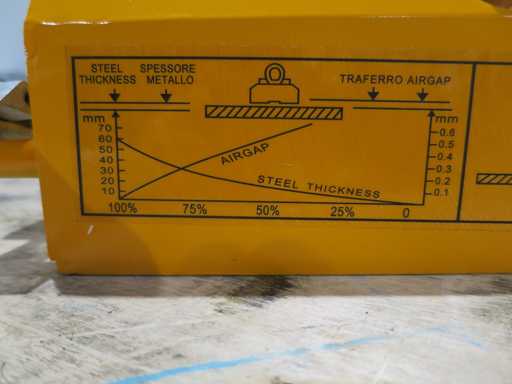 STEEL SPESSORE
THICKNESS METALLO
TRAFERRO AIRGAP
mm
70
60
50
40
30
20
10
AIRGAP
STEEL THICKNESS
mm
0.6
0.5
0.4
0.3
0.2
0.1
100% 75% 50% 25% 0